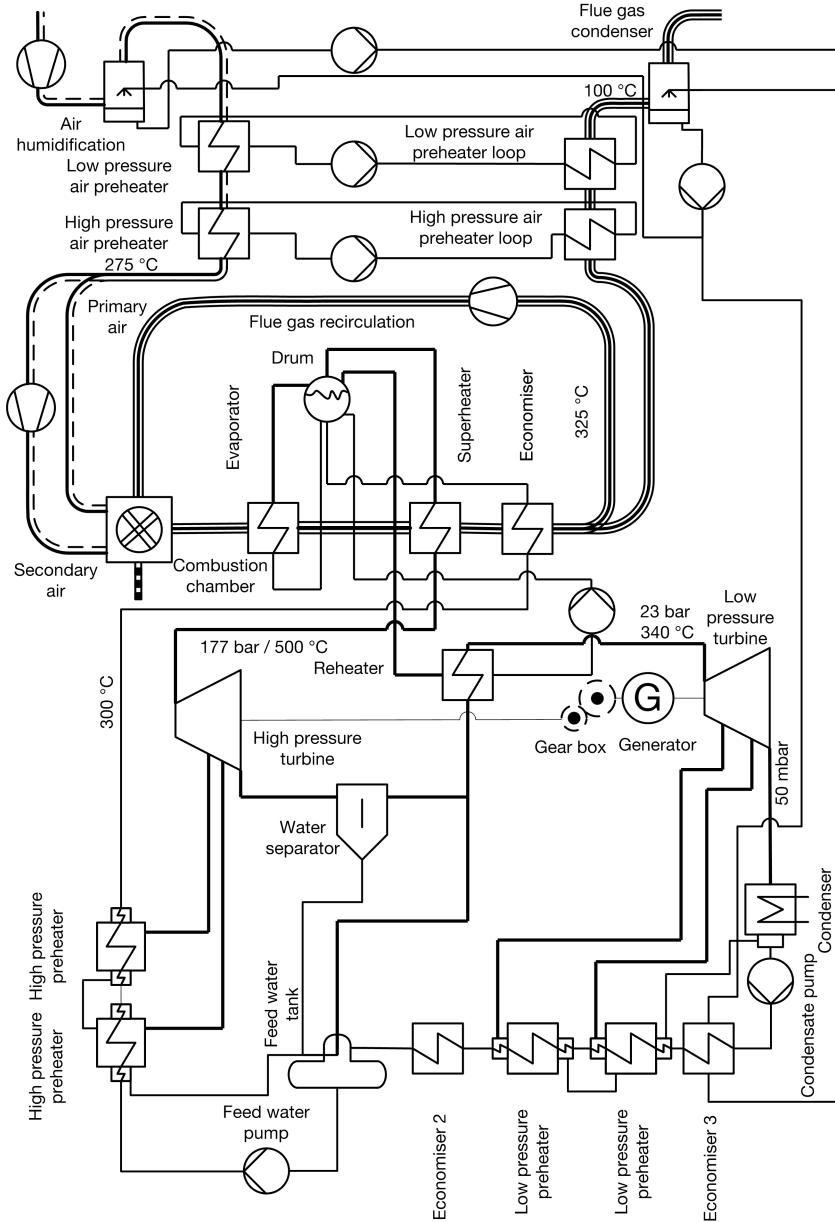 Flue gas
condenser
100 °C
Air
humidification
Low pressure
air preheater
Low pressure air
preheater loop
High pressure
air preheater
High pressure air
preheater loop
275 °C
Primary
air
Flue gas recirculation
Drum
Evaporator
Superheater
Economiser
325 °C
Secondary
air
Combustion
chamber
23 bar
340 °C
Low
pressure
turbine
177 bar / 500 °C
Reheater
300 °C
G
Gear box
Generator
High pressure
turbine
50 mbar
Water
separator
High pressure
preheater
High pressure
preheater
Feed water
tank
Condenser
Condensate pump
Feed water
pump
Economiser 2
Low pressure
preheater
Low pressure
preheater
Economiser 3